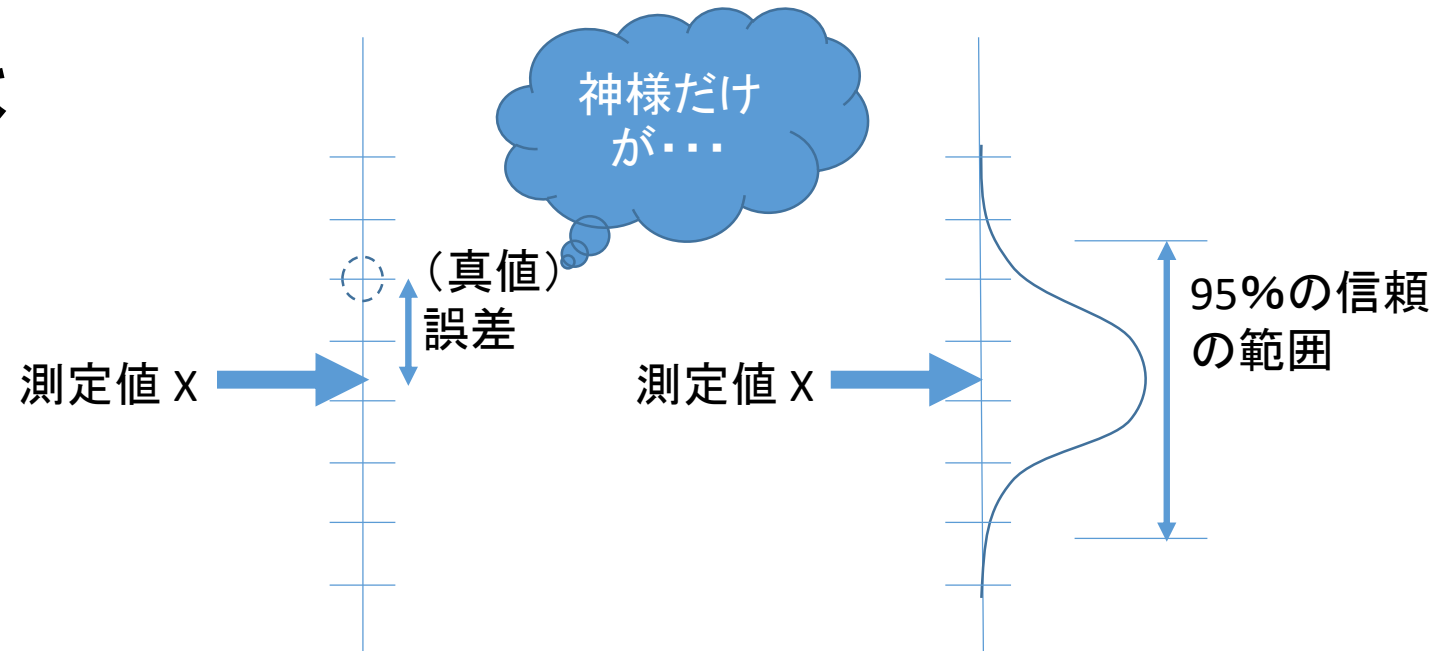 神様だけ
が・・・
（真値）
誤差
測定値 X
測定値 X
95%の信頼
の範囲